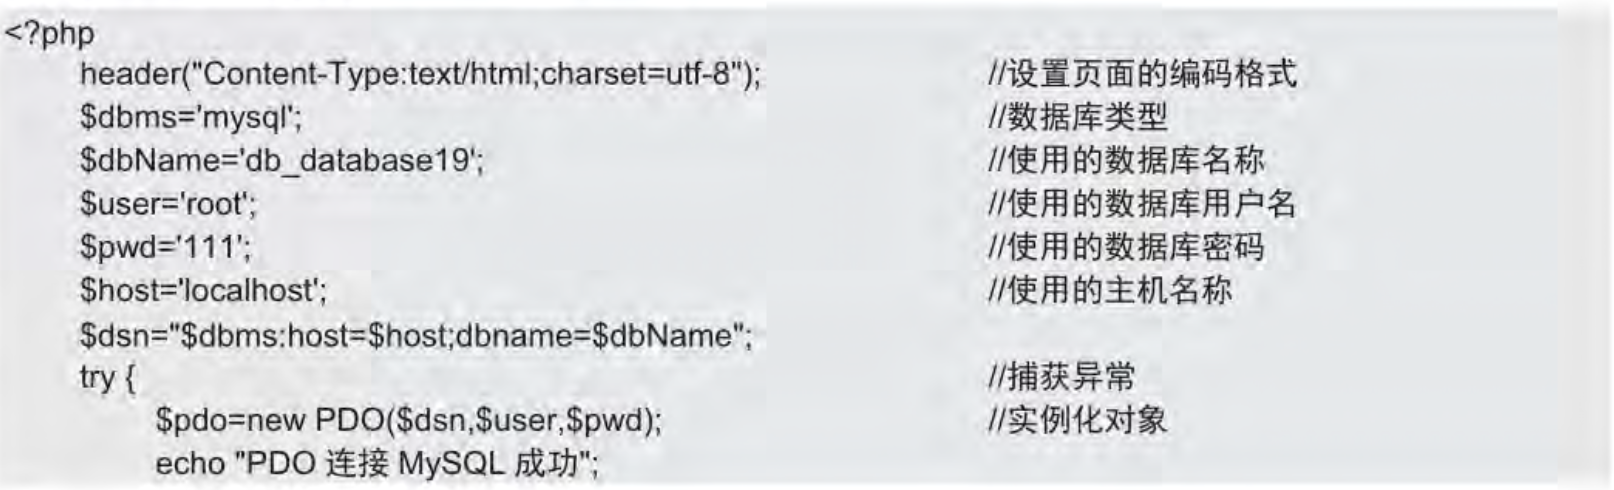 <?php
header("Content-Type:text/html;charset=utf-8"); //设置页面的编码格式
$dbms='mysql'; //数据库类型
$dbName='db_database19'; //使用的数据库名称
$user='root'; //使用的数据库用户名
$pwd='111'; //使用的数据库密码
$host='localhost'; //使用的主机名称
$dsn="$dbms:host=$host;dbname=$dbName";
try { //捕获异常
$pdo=new PDO($dsn,$user,$pwd); //实例化对象
echo "PDO 连接 MySQL 成功";